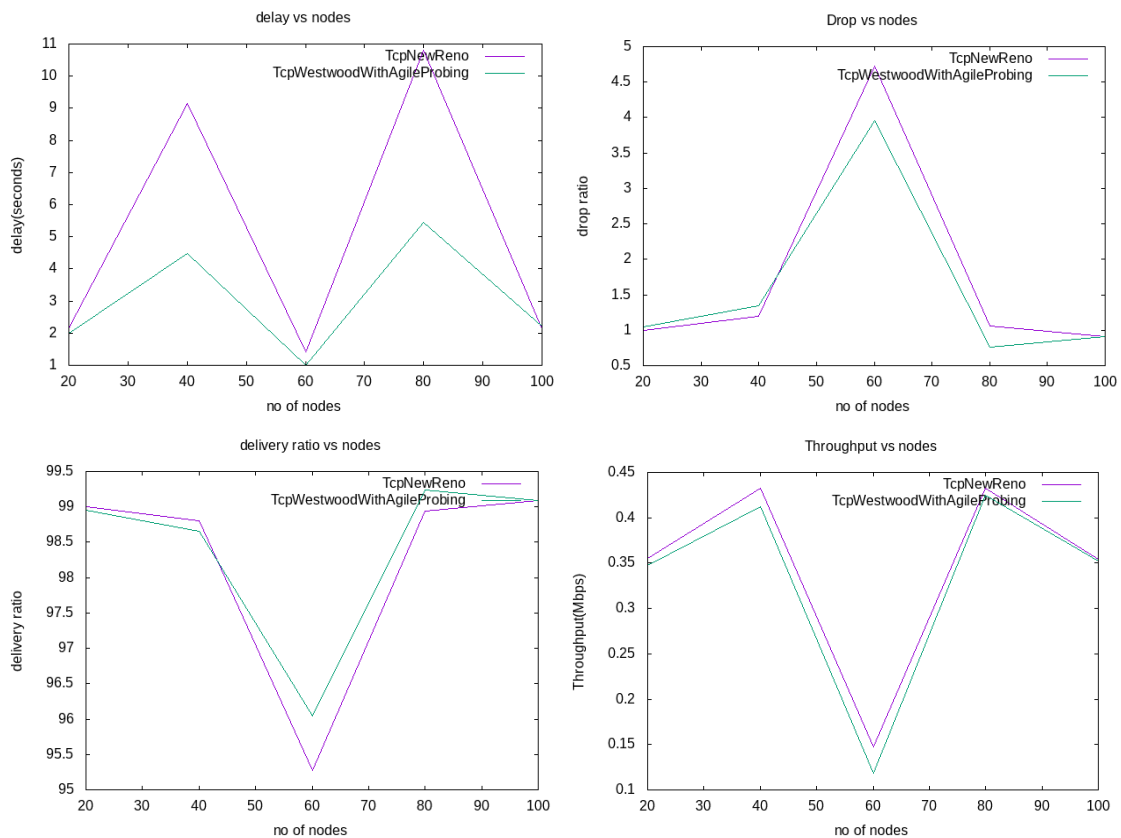 delay vs nodes
11
10
9
8
7
6
5
4
3
2
1
delay(seconds)
TcpNewReno
TcpWestwoodWithAgileProbing
20 30 40 50 60 70 80 90 100
no of nodes
Drop vs nodes
5
4.5
4
3.5
3
2.5
2
1.5
1
0.5
drop ratio
TcpNewReno
TcpWestwoodWithAgileProbing
20 30 40 50 60 70 80 90 100
no of nodes
delivery ratio vs nodes
99.5
99
98.5
98
97.5
97
96.5
96
95.5
95
delivery ratio
TcpNewReno
TcpWestwoodWithAgileProbing
20 30 40 50 60 70 80 90 100
no of nodes
Throughput vs nodes
0.45
0.4
0.35
0.3
0.25
0.2
0.15
0.1
Throughput(Mbps)
TcpNewReno
TcpWestwoodWithAgileProbing
20 30 40 50 60 70 80 90 100
no of nodes